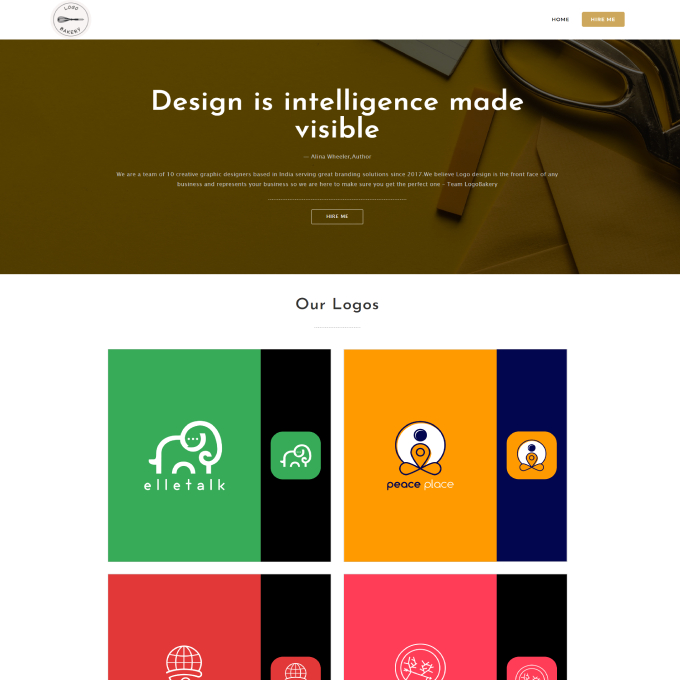 LOGO
BAKERY
HOME
HIRE ME
Design is intelligence made
visible
— Alina Wheeler,Author
We are a team of 10 creative graphic designers based in India serving great branding solutions since 2017.We believe Logo design is the front face of any
business and represents your business so we are here to make sure you get the perfect one – Team LogoBakery
HIRE ME
Our Logos
elletalk
peace place